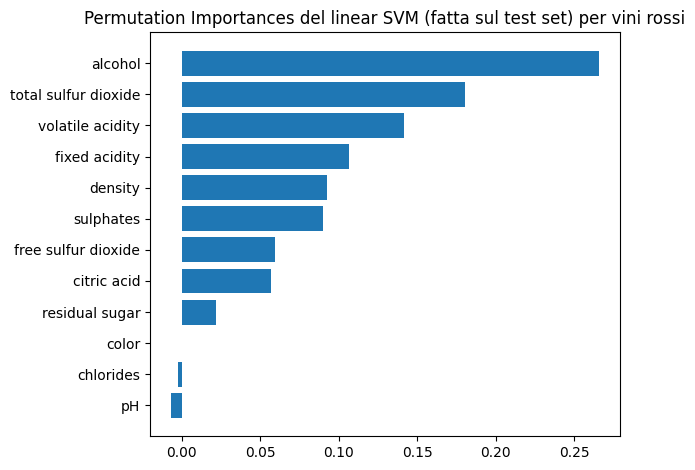 Permutation Importances del linear SVM (fatta sul test set) per vini rossi
alcohol
total sulfur dioxide
volatile acidity
fixed acidity
density
sulphates
free sulfur dioxide
citric acid
residual sugar
color
chlorides
pH
0.00 0.05 0.10 0.15 0.20 0.25